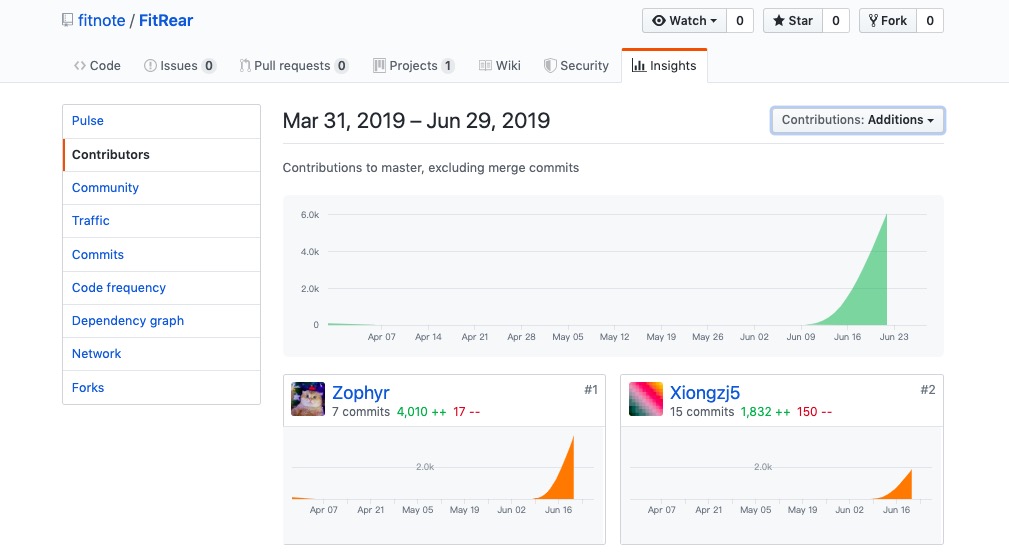 fitnote / FitRear
Watch 0 Star 0 Fork 0
Code Issues 0 Pull requests 0 Projects 1 Wiki Security Insights
Pulse
Contributors
Community
Traffic
Commits
Code frequency
Dependency graph
Network
Forks
Mar 31, 2019 – Jun 29, 2019
Contributions: Additions
Contributions to master, excluding merge commits
6.0k
4.0k
2.0k
0
Apr 07 Apr 14 Apr 21 Apr 28 May 05 May 12 May 19 May 26 Jun 02 Jun 09 Jun 16 Jun 23
Zophyr #1
7 commits 4,010 ++ 17 --
2.0k
Apr 07 Apr 21 May 05 May 19 Jun 02 Jun 16
Xiongzj5 #2
15 commits 1,832 ++ 150 --
2.0k
Apr 07 Apr 21 May 05 May 19 Jun 02 Jun 16